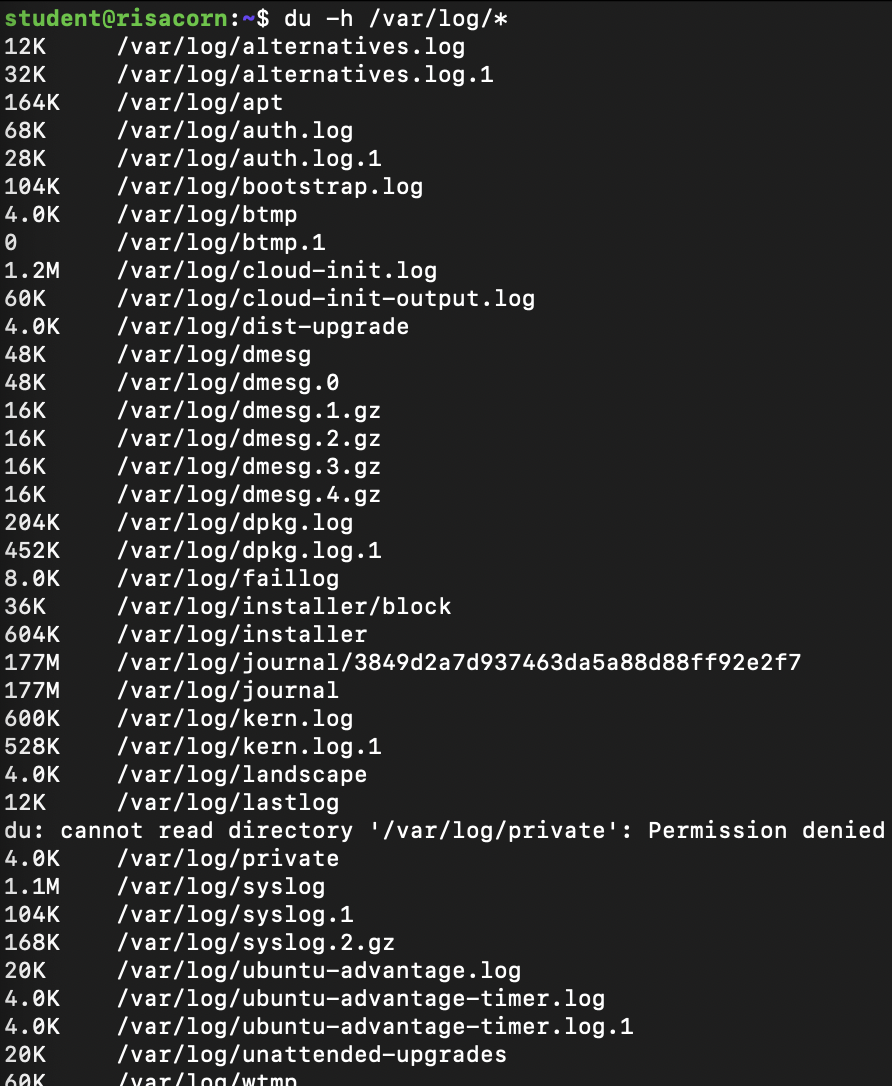 student@risacorn:~$ du -h /var/log/*
12K	/var/log/alternatives.log
32K	/var/log/alternatives.log.1
164K	/var/log/apt
68K	/var/log/auth.log
28K	/var/log/auth.log.1
104K	/var/log/bootstrap.log
4.0K	/var/log/btmp
0	/var/log/btmp.1
1.2M	/var/log/cloud-init.log
60K	/var/log/cloud-init-output.log
4.0K	/var/log/dist-upgrade
48K	/var/log/dmesg
48K	/var/log/dmesg.0
16K	/var/log/dmesg.1.gz
16K	/var/log/dmesg.2.gz
16K	/var/log/dmesg.3.gz
16K	/var/log/dmesg.4.gz
204K	/var/log/dpkg.log
452K	/var/log/dpkg.log.1
8.0K	/var/log/faillog
36K	/var/log/installer/block
604K	/var/log/installer
177M	/var/log/journal/3849d2a7d937463da5a88d88ff92e2f7
177M	/var/log/journal
600K	/var/log/kern.log
528K	/var/log/kern.log.1
4.0K	/var/log/landscape
12K	/var/log/lastlog
du: cannot read directory '/var/log/private': Permission denied
4.0K	/var/log/private
1.1M	/var/log/syslog
104K	/var/log/syslog.1
168K	/var/log/syslog.2.gz
20K	/var/log/ubuntu-advantage.log
4.0K	/var/log/ubuntu-advantage-timer.log
4.0K	/var/log/ubuntu-advantage-timer.log.1
20K	/var/log/unattended-upgrades
60K	/var/log/wtmp